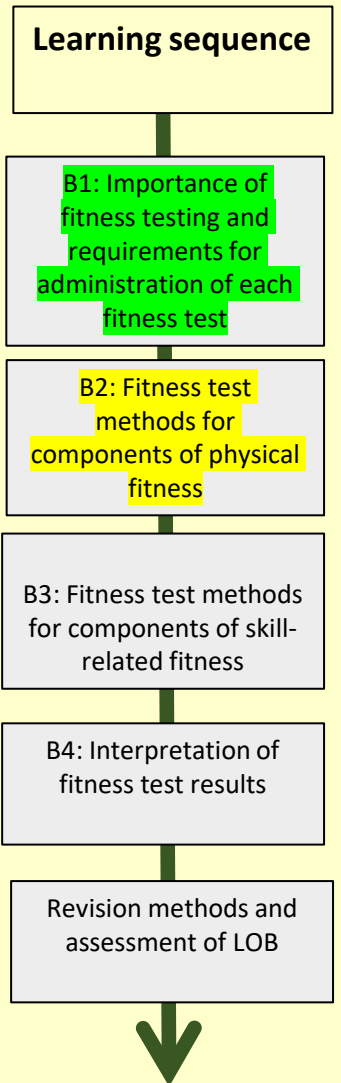 Learning sequence
B1: Importance of
fitness testing and
requirements for
administration of each
fitness test
B2: Fitness test
methods for
components of physical
fitness
B3: Fitness test methods
for components of skill-
related fitness
B4: Interpretation of
fitness test results
Revision methods and
assessment of LOB